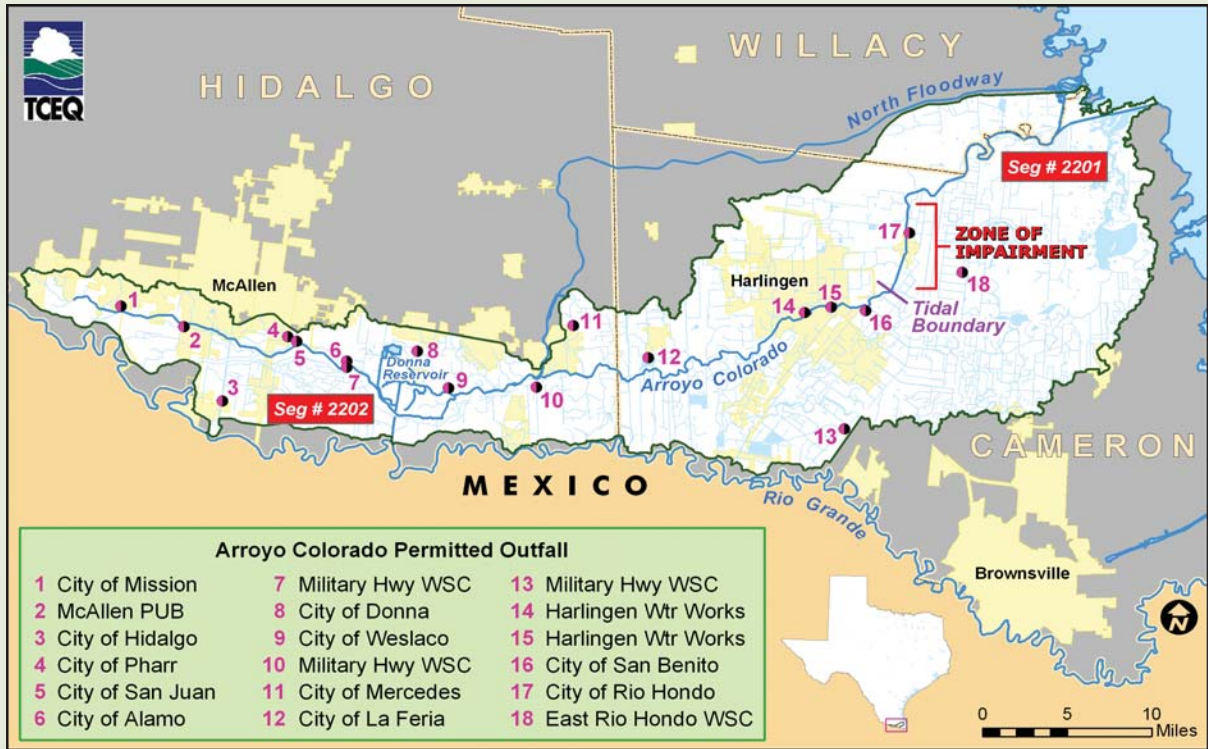 TCEQ
HIDALGO
WILLACY
North Floodway
Seg # 2201
17
ZONE OF
IMPAIRMENT
18
McAllen
Harlingen
1
2
3
4
5
6
7
8
Donna
Reservoir
9
10
11
12
14
15
16
Tidal
Boundary
Arroyo Colorado
Seg # 2202
13
CAMERON
MEXICO
Rio Grande
Brownsville
N
Arroyo Colorado Permitted Outfall
1 City of Mission
2 McAllen PUB
3 City of Hidalgo
4 City of Pharr
5 City of San Juan
6 City of Alamo
7 Military Hwy WSC
8 City of Donna
9 City of Weslaco
10 Military Hwy WSC
11 City of Mercedes
12 City of La Feria
13 Military Hwy WSC
14 Harlingen Wtr Works
15 Harlingen Wtr Works
16 City of San Benito
17 City of Rio Hondo
18 East Rio Hondo WSC
0 5 10
Miles